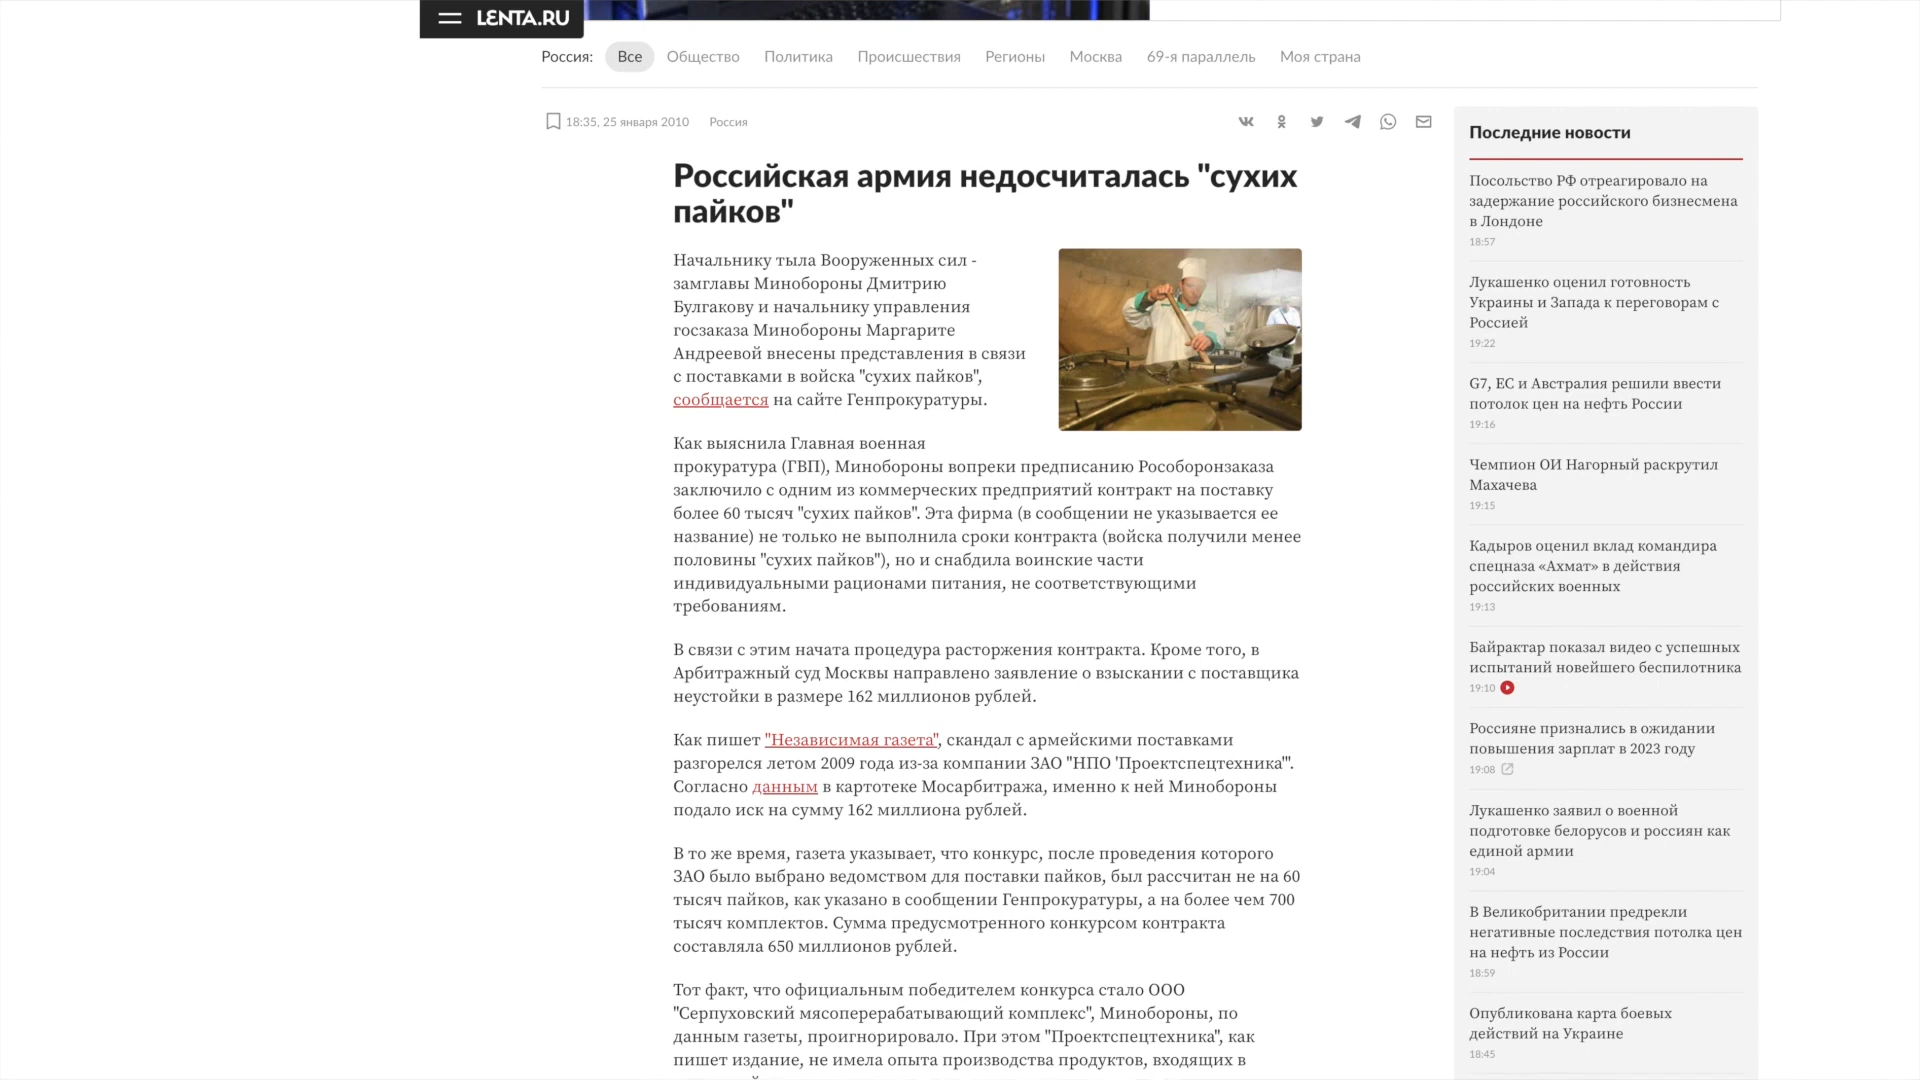 LENTA.RU
Россия: Все Общество Политика Происшествия Регионы Москва 69-я параллель Моя страна
18:35, 25 января 2010 Россия
Российская армия недосчиталась "сухих
пайков"
Начальнику тыла Вооруженных сил -
замглавы Минобороны Дмитрию
Булгакову и начальнику управления
госзаказа Минобороны Маргарите
Андреевой внесены представления в связи
с поставками в войска "сухих пайков",
сообщается на сайте Генпрокуратуры.
Как выяснила Главная военная
прокуратура (ГВП), Минобороны вопреки предписанию Рособоронзаказа
заключило с одним из коммерческих предприятий контракт на поставку
более 60 тысяч "сухих пайков". Эта фирма (в сообщении не указывается ее
название) не только не выполнила сроки контракта (войска получили менее
половины "сухих пайков"), но и снабдила воинские части
индивидуальными рационами питания, не соответствующими
требованиям.
В связи с этим начата процедура расторжения контракта. Кроме того, в
Арбитражный суд Москвы направлено заявление о взыскании с поставщика
неустойки в размере 162 миллионов рублей.
Как пишет "Независимая газета", скандал с армейскими поставками
разгорелся летом 2009 года из-за компании ЗАО "НПО 'Проектспецтехника'".
Согласно данным в картотеке Мосарбитража, именно к ней Минобороны
подало иск на сумму 162 миллиона рублей.
В то же время, газета указывает, что конкурс, после проведения которого
ЗАО было выбрано ведомством для поставки пайков, был рассчитан не на 60
тысяч пайков, как указано в сообщении Генпрокуратуры, а на более чем 700
тысяч комплектов. Сумма предусмотренного конкурсом контракта
составляла 650 миллионов рублей.
Тот факт, что официальным победителем конкурса стало ООО
"Серпуховский мясоперерабатывающий комплекс", Минобороны, по
данным газеты, проигнорировало. При этом "Проектспецтехника", как
пишет издание, не имела опыта производства продуктов, входящих в
Последние новости
Посольство РФ отреагировало на
задержание российского бизнесмена
в Лондоне
18:57
Лукашенко оценил готовность
Украины и Запада к переговорам с
Россией
19:22
G7, ЕС и Австралия решили ввести
потолок цен на нефть России
19:16
Чемпион ОИ Нагорный раскрутил
Махачева
19:15
Кадыров оценил вклад командира
спецназа «Ахмат» в действия
российских военных
19:13
Байрактар показал видео с успешных
испытаний новейшего беспилотника
19:10
Россияне признались в ожидании
повышения зарплат в 2023 году
19:08
Лукашенко заявил о военной
подготовке белорусов и россиян как
единой армии
19:04
В Великобритании предрекли
негативные последствия потолка цен
на нефть из России
18:59
Опубликована карта боевых
действий на Украине
18:45